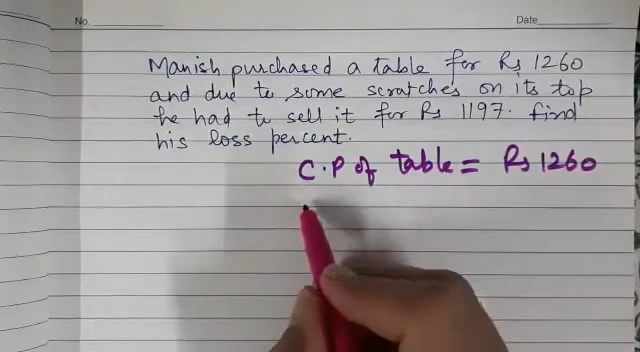 No.
Date
Manish purchased a table for Rs 1260
and due to some scratches on its top
he had to sell it for Rs 1197. find
his loss percent.
C.P of table = Rs 1260